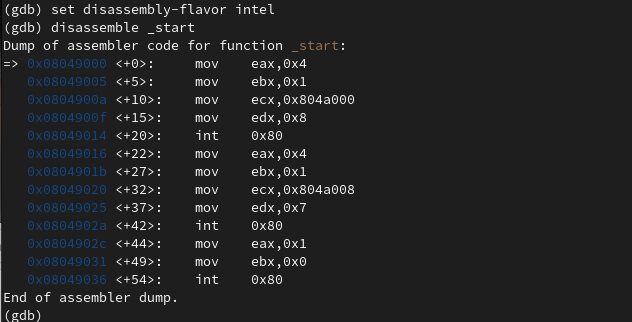 (gdb) set disassembly-flavor intel
(gdb) disassemble _start
Dump of assembler code for function _start:
=> 0x08049000 <+0>:     mov    eax,0x4
   0x08049005 <+5>:     mov    ebx,0x1
   0x0804900a <+10>:    mov    ecx,0x804a000
   0x0804900f <+15>:    mov    edx,0x8
   0x08049014 <+20>:    int    0x80
   0x08049016 <+22>:    mov    eax,0x4
   0x0804901b <+27>:    mov    ebx,0x1
   0x08049020 <+32>:    mov    ecx,0x804a008
   0x08049025 <+37>:    mov    edx,0x7
   0x0804902a <+42>:    int    0x80
   0x0804902c <+44>:    mov    eax,0x1
   0x08049031 <+49>:    mov    ebx,0x0
   0x08049036 <+54>:    int    0x80
End of assembler dump.
(gdb)